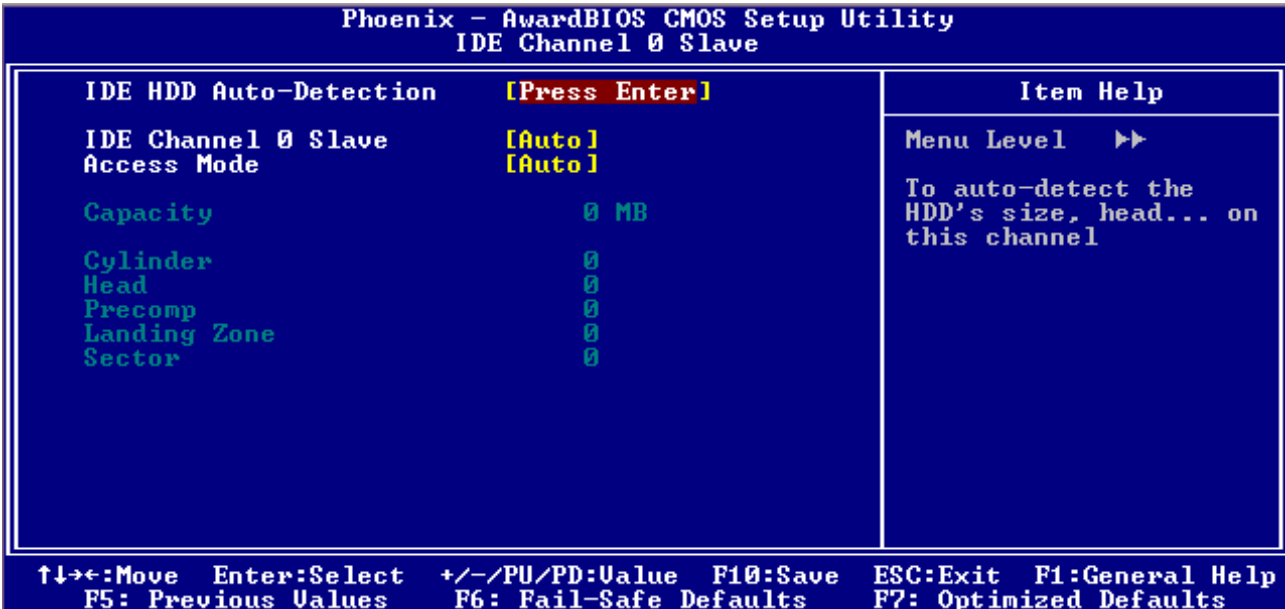 Phoenix - AwardBIOS CMOS Setup Utility
IDE Channel 0 Slave
IDE HDD Auto-Detection [Press Enter]
IDE Channel 0 Slave [Auto]
Access Mode [Auto]
Capacity 0 MB
Cylinder 0
Head 0
Precomp 0
Landing Zone 0
Sector 0
Item Help
Menu Level ►►
To auto-detect the
HDD's size, head... on
this channel
↑↓→←:Move Enter:Select +/-/PU/PD:Value F10:Save ESC:Exit F1:General Help
F5: Previous Values F6: Fail-Safe Defaults F7: Optimized Defaults